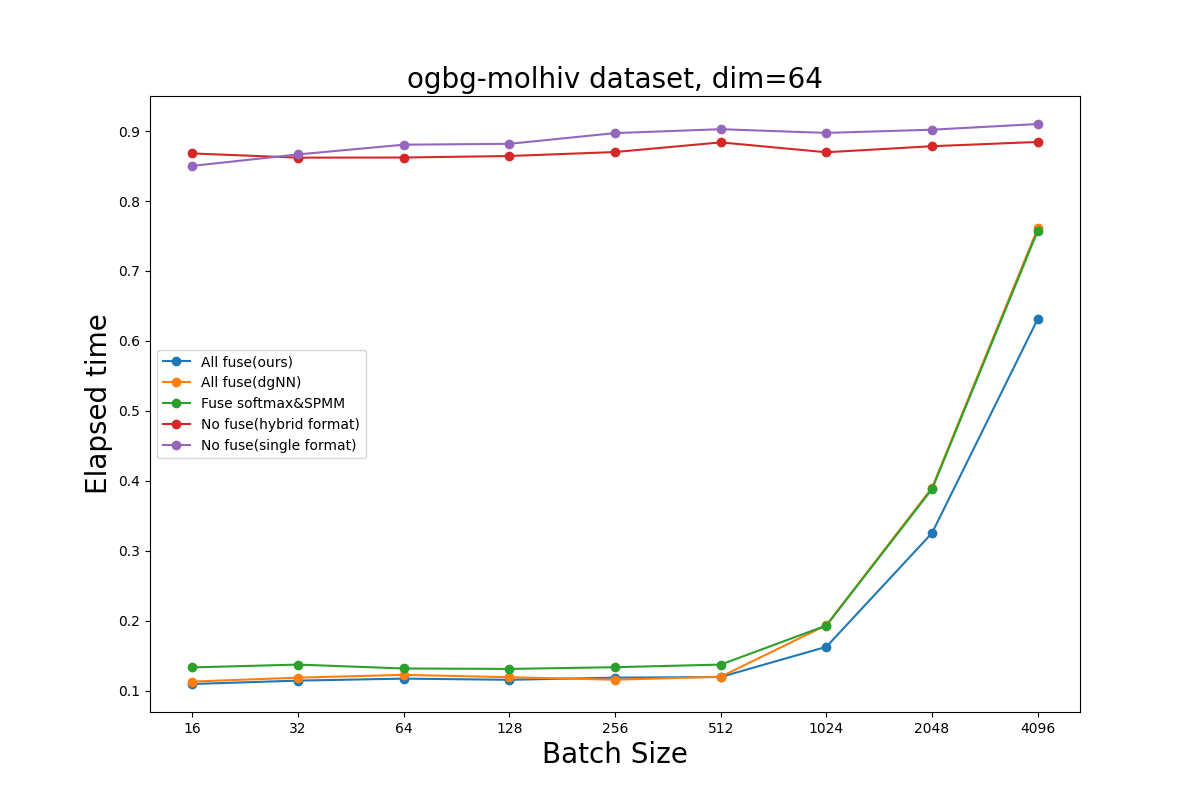 ogbg-molhiv dataset, dim=64
Elapsed time
0.9
0.8
0.7
0.6
0.5
0.4
0.3
0.2
0.1
All fuse(ours)
All fuse(dgNN)
Fuse softmax&SPMM
No fuse(hybrid format)
No fuse(single format)
16 32 64 128 256 512 1024 2048 4096
Batch Size